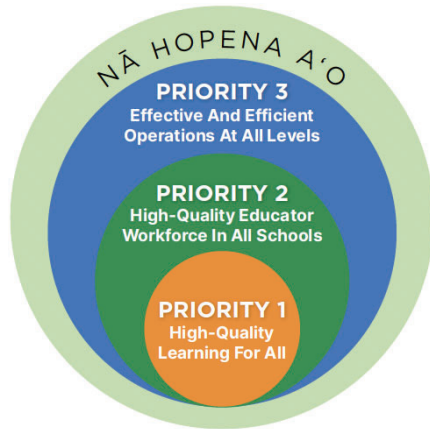 NĀ HOPENA AʻO
PRIORITY 3
Effective And Efficient
Operations At All Levels
PRIORITY 2
High-Quality Educator
Workforce In All Schools
PRIORITY 1
High-Quality
Learning For All